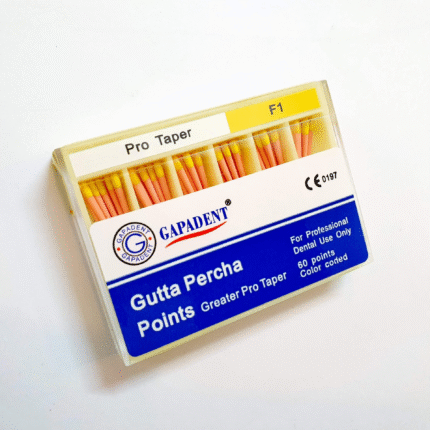 Pro Taper
F1
CE 0197
GAPADENT
G
GAPADENT
GAPADENT®
For Professional
Dental Use Only
Gutta Percha
Points Greater Pro Taper
60 points
Color coded